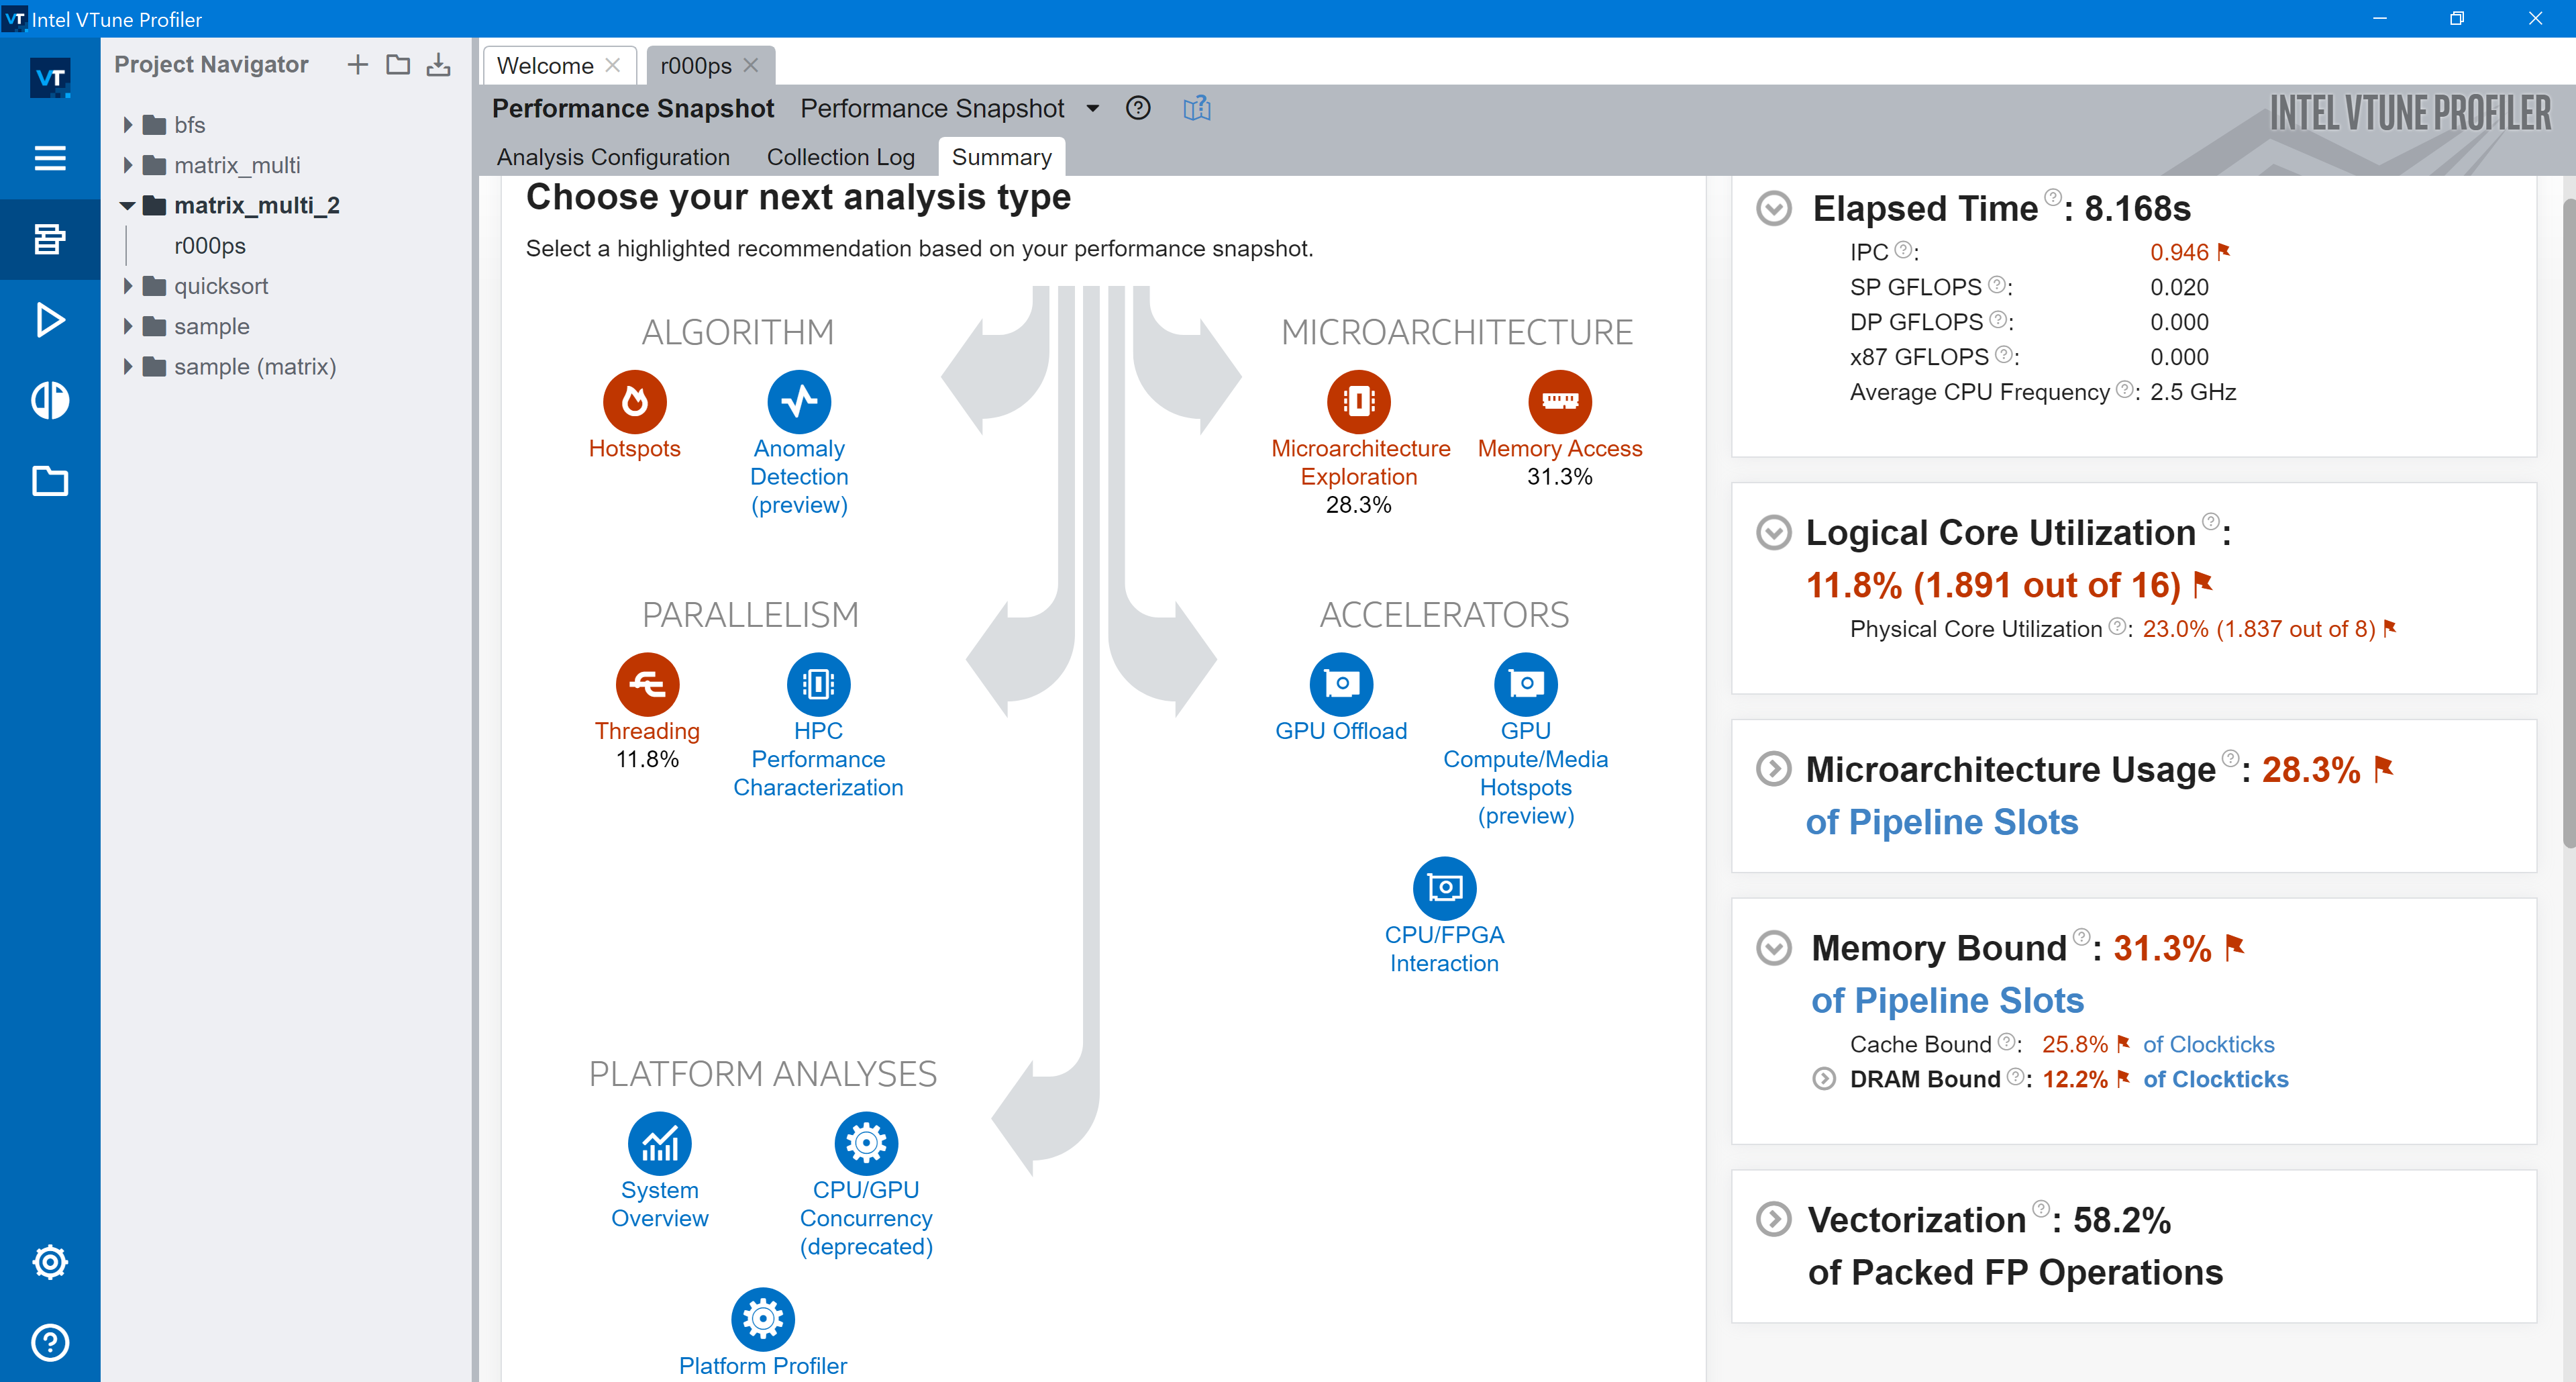 VT Intel VTune Profiler
VT
Project Navigator
bfs
matrix_multi
matrix_multi_2
r000ps
quicksort
sample
sample (matrix)
Welcome
r000ps
Performance Snapshot Performance Snapshot
INTEL VTUNE PROFILER
Analysis Configuration Collection Log Summary
Choose your next analysis type
Select a highlighted recommendation based on your performance snapshot.
ALGORITHM
Hotspots
Anomaly
Detection
(preview)
MICROARCHITECTURE
Microarchitecture
Exploration
28.3%
Memory Access
31.3%
PARALLELISM
Threading
11.8%
HPC
Performance
Characterization
ACCELERATORS
GPU Offload
GPU
Compute/Media
Hotspots
(preview)
CPU/FPGA
Interaction
PLATFORM ANALYSES
System
Overview
CPU/GPU
Concurrency
(deprecated)
Platform Profiler
Elapsed Time: 8.168s
IPC: 0.946
SP GFLOPS: 0.020
DP GFLOPS: 0.000
x87 GFLOPS: 0.000
Average CPU Frequency: 2.5 GHz
Logical Core Utilization:
11.8% (1.891 out of 16)
Physical Core Utilization: 23.0% (1.837 out of 8)
Microarchitecture Usage: 28.3%
of Pipeline Slots
Memory Bound: 31.3%
of Pipeline Slots
Cache Bound: 25.8% of Clockticks
DRAM Bound: 12.2% of Clockticks
Vectorization: 58.2%
of Packed FP Operations